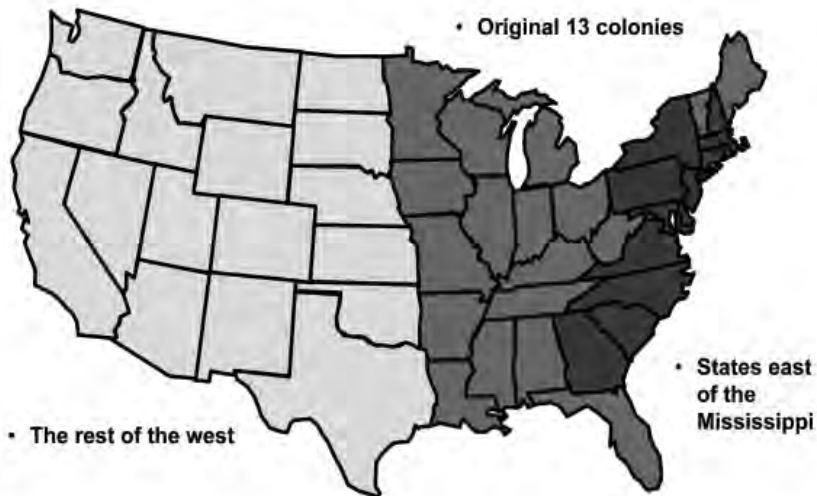 • Original 13 colonies
• States east
of the
Mississippi
• The rest of the west